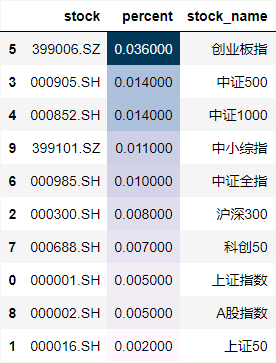 stock percent stock_name
5 399006.SZ 0.036000 创业板指
3 000905.SH 0.014000 中证500
4 000852.SH 0.014000 中证1000
9 399101.SZ 0.011000 中小综指
6 000985.SH 0.010000 中证全指
2 000300.SH 0.008000 沪深300
7 000688.SH 0.007000 科创50
0 000001.SH 0.005000 上证指数
8 000002.SH 0.005000 A股指数
1 000016.SH 0.002000 上证50